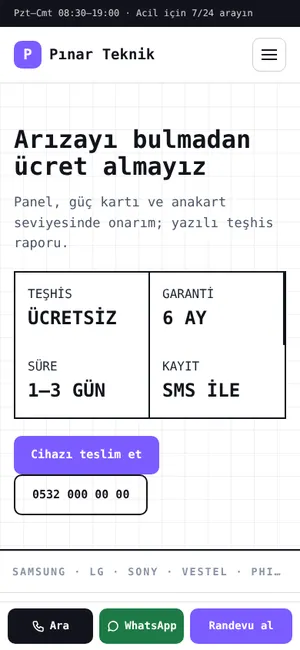 Pzt–Cmt 08:30–19:00 · Acil için 7/24 arayın
P Pınar Teknik
Arızayı bulmadan
ücret almayız
Panel, güç kartı ve anakart
seviyesinde onarım; yazılı teşhis
raporu.
TEŞHİS
ÜCRETSİZ
GARANTİ
6 AY
SÜRE
1–3 GÜN
KAYIT
SMS İLE
Cihazı teslim et
0532 000 00 00
SAMSUNG · LG · SONY · VESTEL · PHI…
Ara
WhatsApp
Randevu al